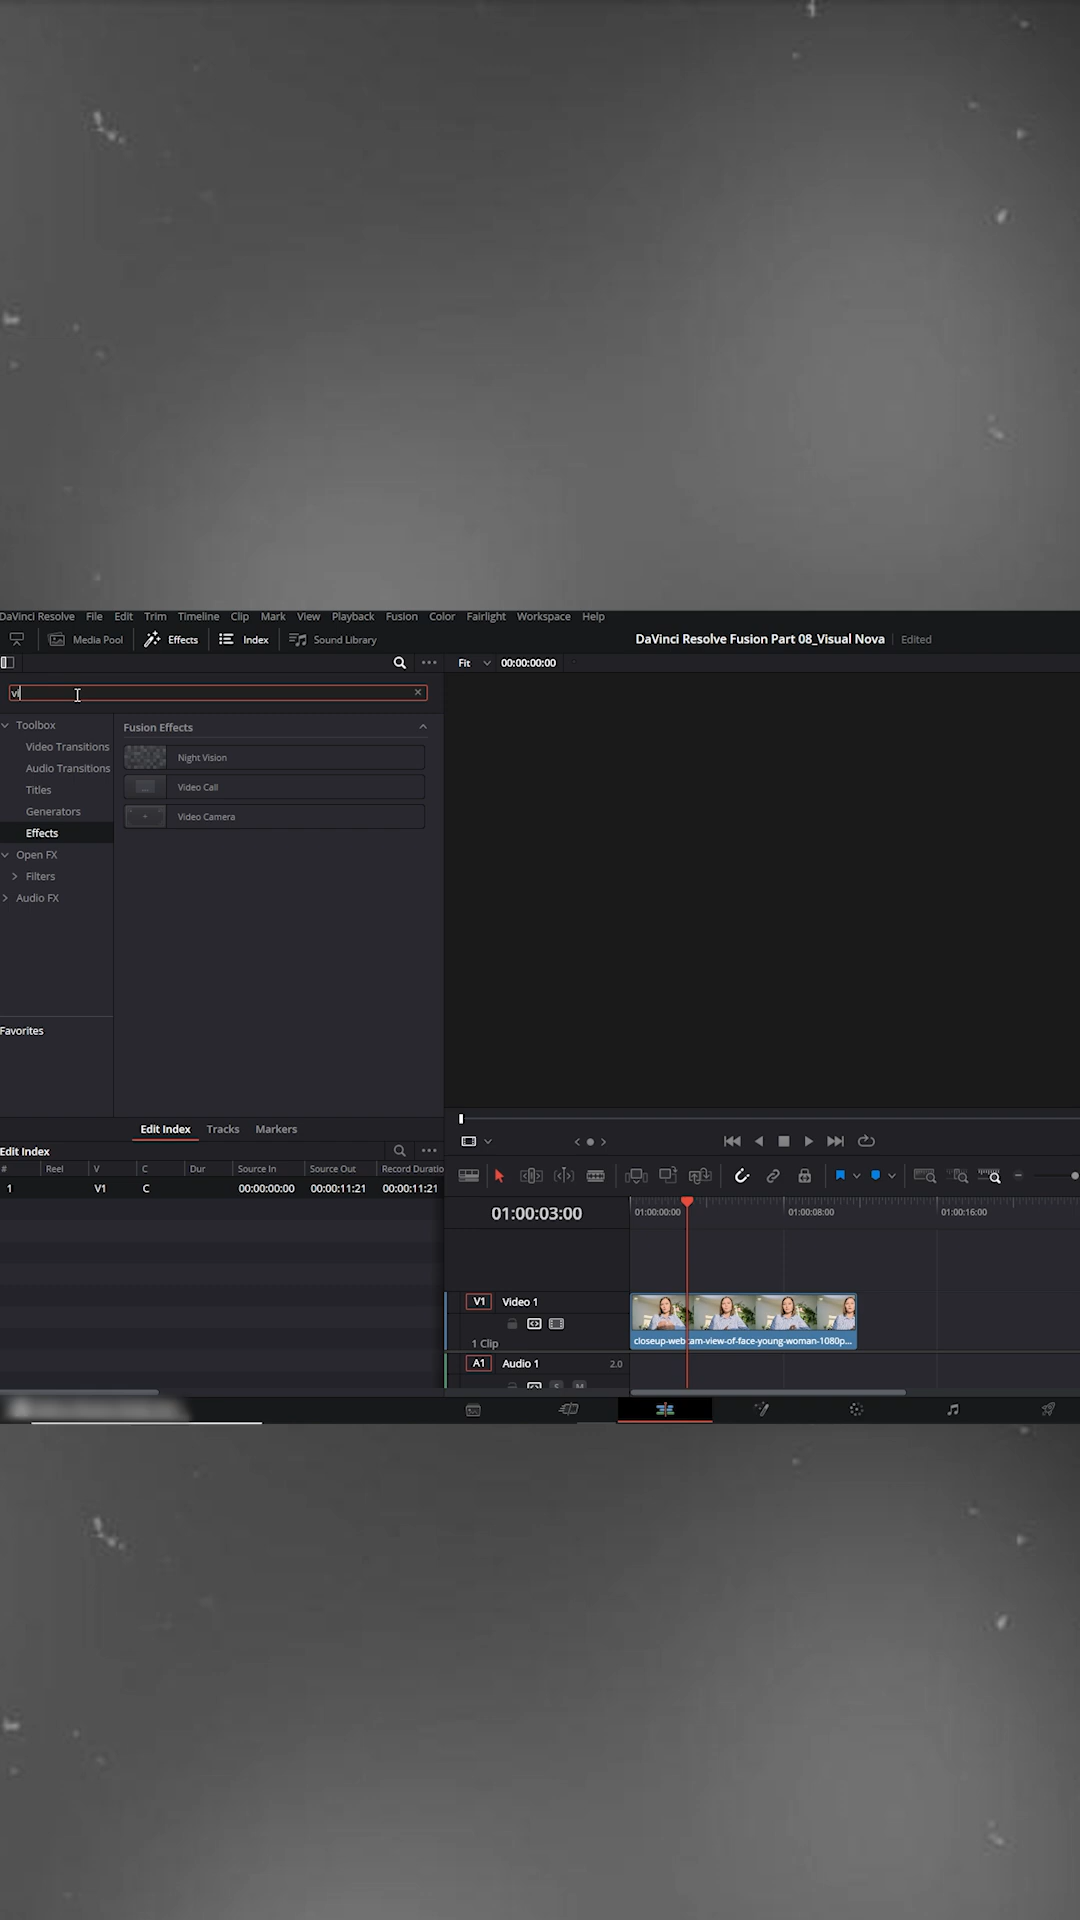 DaVinci Resolve File Edit Trim Timeline Clip Mark View Playback Fusion Color Fairlight Workspace Help
Media Pool Effects Index Sound Library DaVinci Resolve Fusion Part 08_Visual Nova Edited
Fit 00:00:00:00
vi
Toolbox
Video Transitions
Audio Transitions
Titles
Generators
Effects
Open FX
Filters
Audio FX
Favorites
Fusion Effects
Night Vision
Video Call
Video Camera
Edit Index Tracks Markers
Edit Index
# Reel V C Dur Source In Source Out Record Duratio
1 V1 C 00:00:00:00 00:00:11:21 00:00:11:21
01:00:03:00 01:00:00:00 01:00:08:00 01:00:16:00
V1 Video 1
1 Clip
closeup-webcam-view-of-face-young-woman-1080p...
A1 Audio 1 2.0
S M